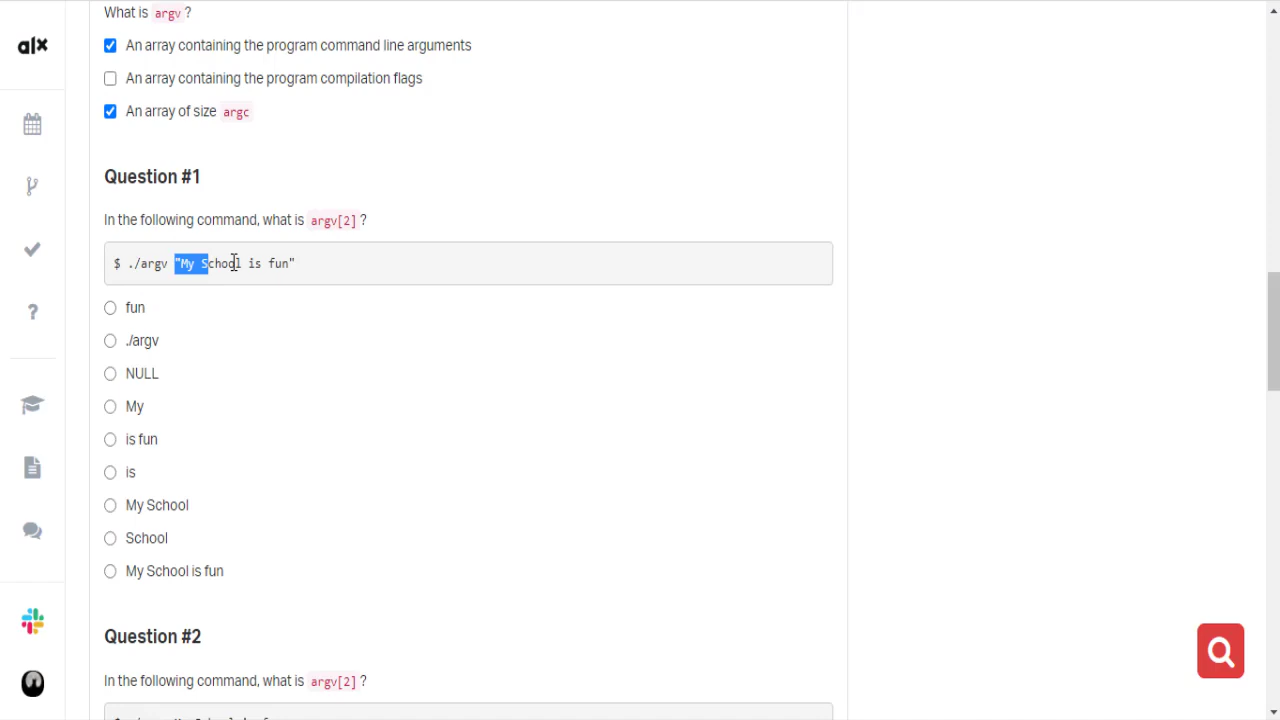 What is argv?
alx
An array containing the program command line arguments
An array containing the program compilation flags
An array of size argc
Question #1
In the following command, what is argv[2]?
$ ./argv "My School is fun"
fun
./argv
NULL
My
is fun
is
My School
School
My School is fun
Question #2
In the following command, what is argv[2]?